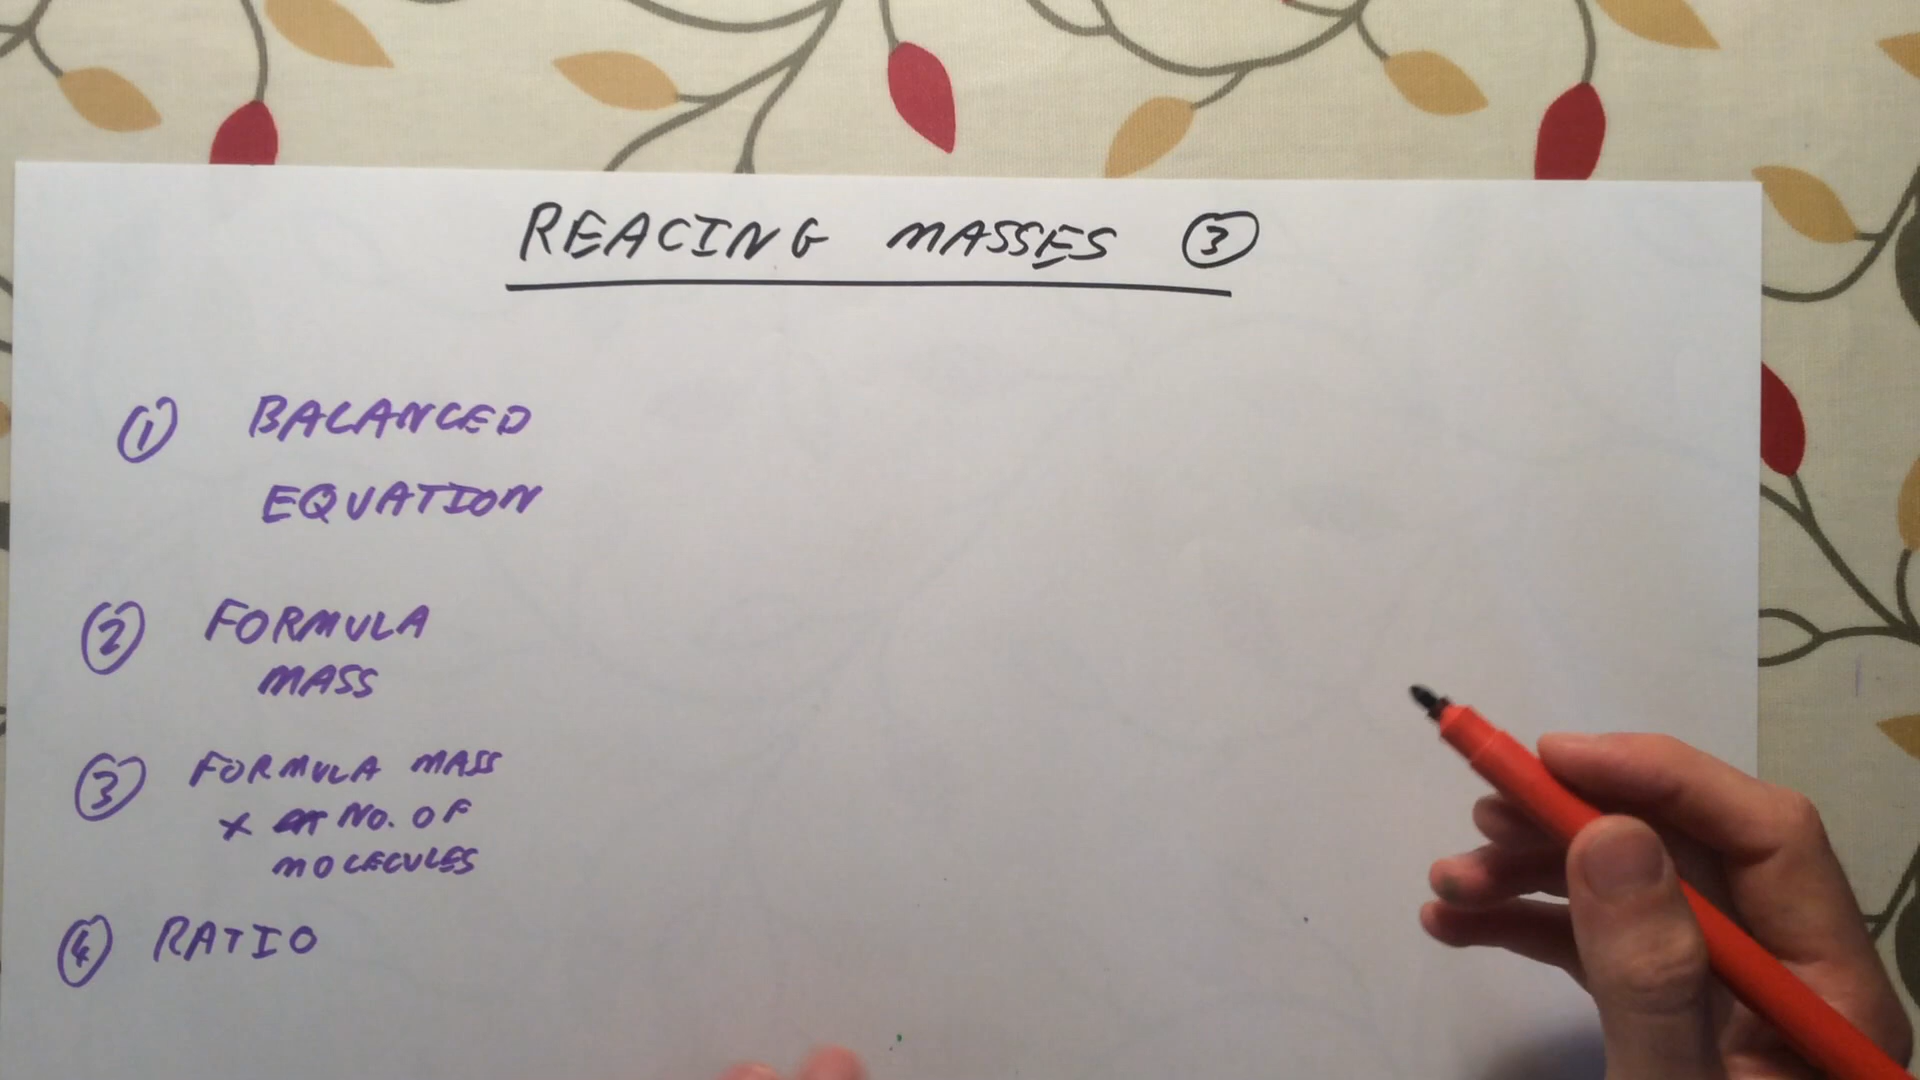 REACING MASSES ③
① BALANCED
EQUATION
② FORMULA
MASS
③ FORMULA MASS
× NO. OF
MOLECULES
④ RATIO